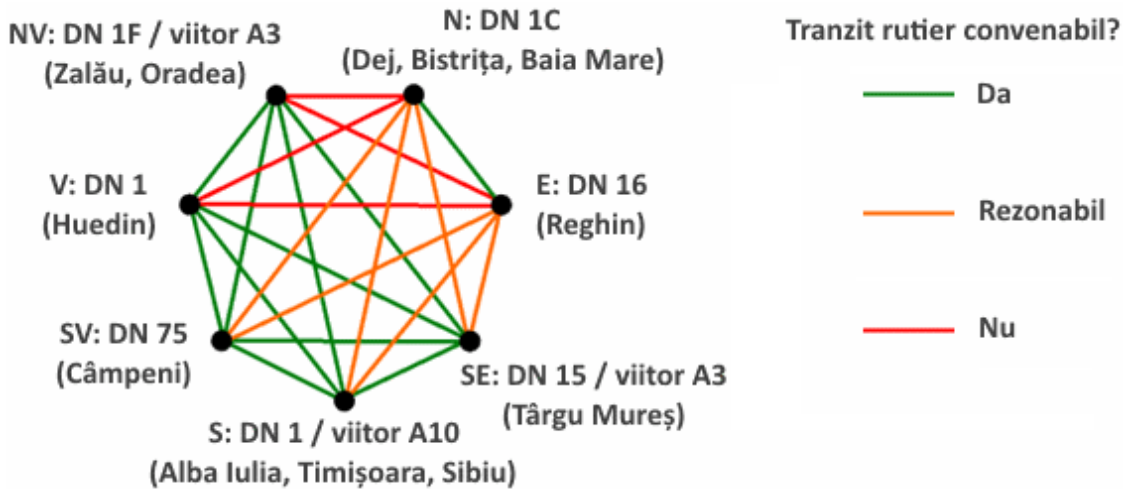 NV: DN 1F / viitor A3
(Zalău, Oradea)
N: DN 1C
(Dej, Bistrița, Baia Mare)
Tranzit rutier convenabil?
Da
V: DN 1
(Huedin)
E: DN 16
(Reghin)
Rezonabil
SV: DN 75
(Câmpeni)
SE: DN 15 / viitor A3
(Târgu Mureș)
Nu
S: DN 1 / viitor A10
(Alba Iulia, Timișoara, Sibiu)